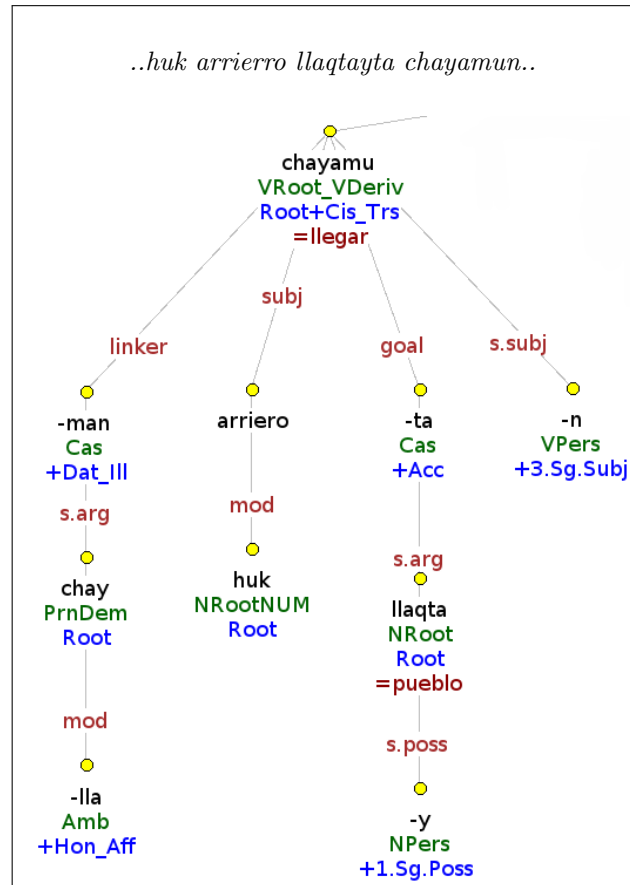 ..huk arrierro llaqtayta chayamun..
chayamu
VRoot_VDeriv
Root+Cis_Trs
=llegar
linker
subj
goal
s.subj
-man
Cas
+Dat_Ill
arriero
-ta
Cas
+Acc
-n
VPers
+3.Sg.Subj
s.arg
mod
s.arg
chay
PrnDem
Root
huk
NRootNUM
Root
llaqta
NRoot
Root
=pueblo
mod
s.poss
-lla
Amb
+Hon_Aff
-y
NPers
+1.Sg.Poss